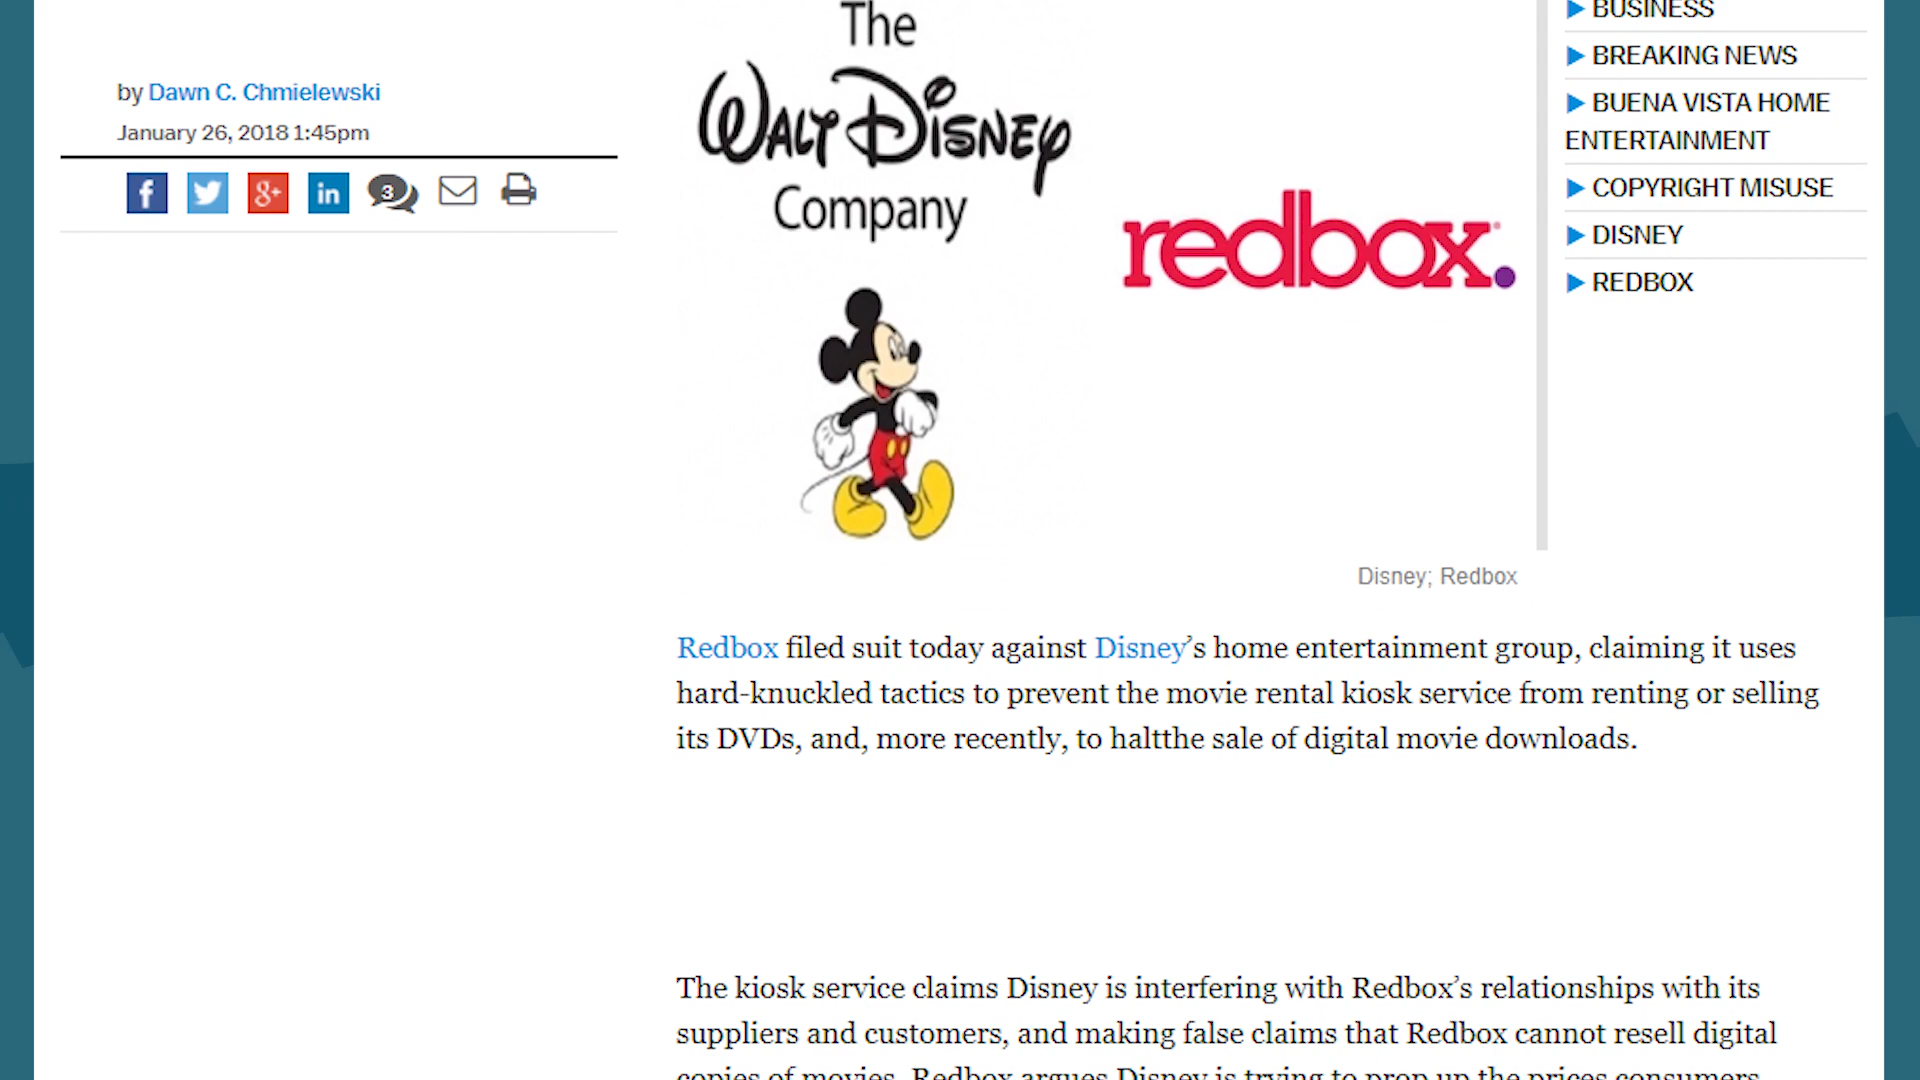 by Dawn C. Chmielewski
January 26, 2018 1:45pm
f
8+
in
3
The
WALT DISNEY
Company
redbox.
BUSINESS
BREAKING NEWS
BUENA VISTA HOME
ENTERTAINMENT
COPYRIGHT MISUSE
DISNEY
REDBOX
Disney; Redbox
Redbox filed suit today against Disney’s home entertainment group, claiming it uses
hard-knuckled tactics to prevent the movie rental kiosk service from renting or selling
its DVDs, and, more recently, to haltthe sale of digital movie downloads.
The kiosk service claims Disney is interfering with Redbox’s relationships with its
suppliers and customers, and making false claims that Redbox cannot resell digital
copies of movies. Redbox argues Disney is trying to prop up the prices consumers